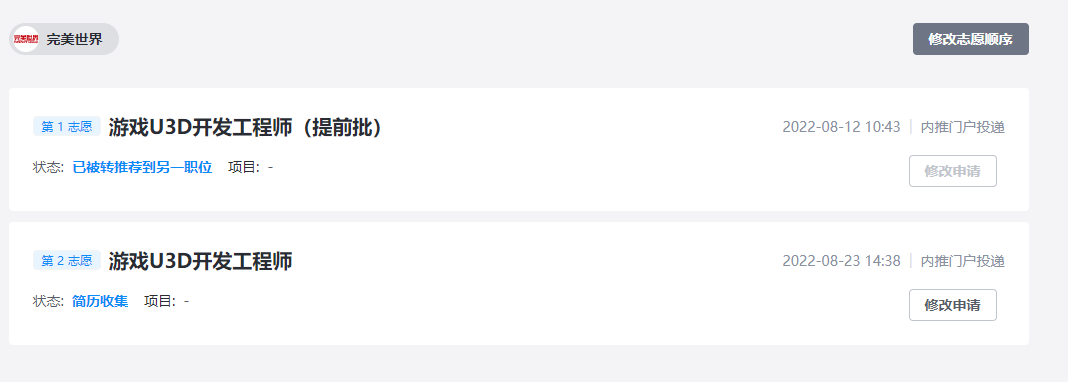 完美世界 完美世界
修改志愿顺序
第 1 志愿 游戏U3D开发工程师（提前批）
2022-08-12 10:43 | 内推门户投递
状态: 已被转推荐到另一职位 项目: -
修改申请
第 2 志愿 游戏U3D开发工程师
2022-08-23 14:38 | 内推门户投递
状态: 简历收集 项目: -
修改申请